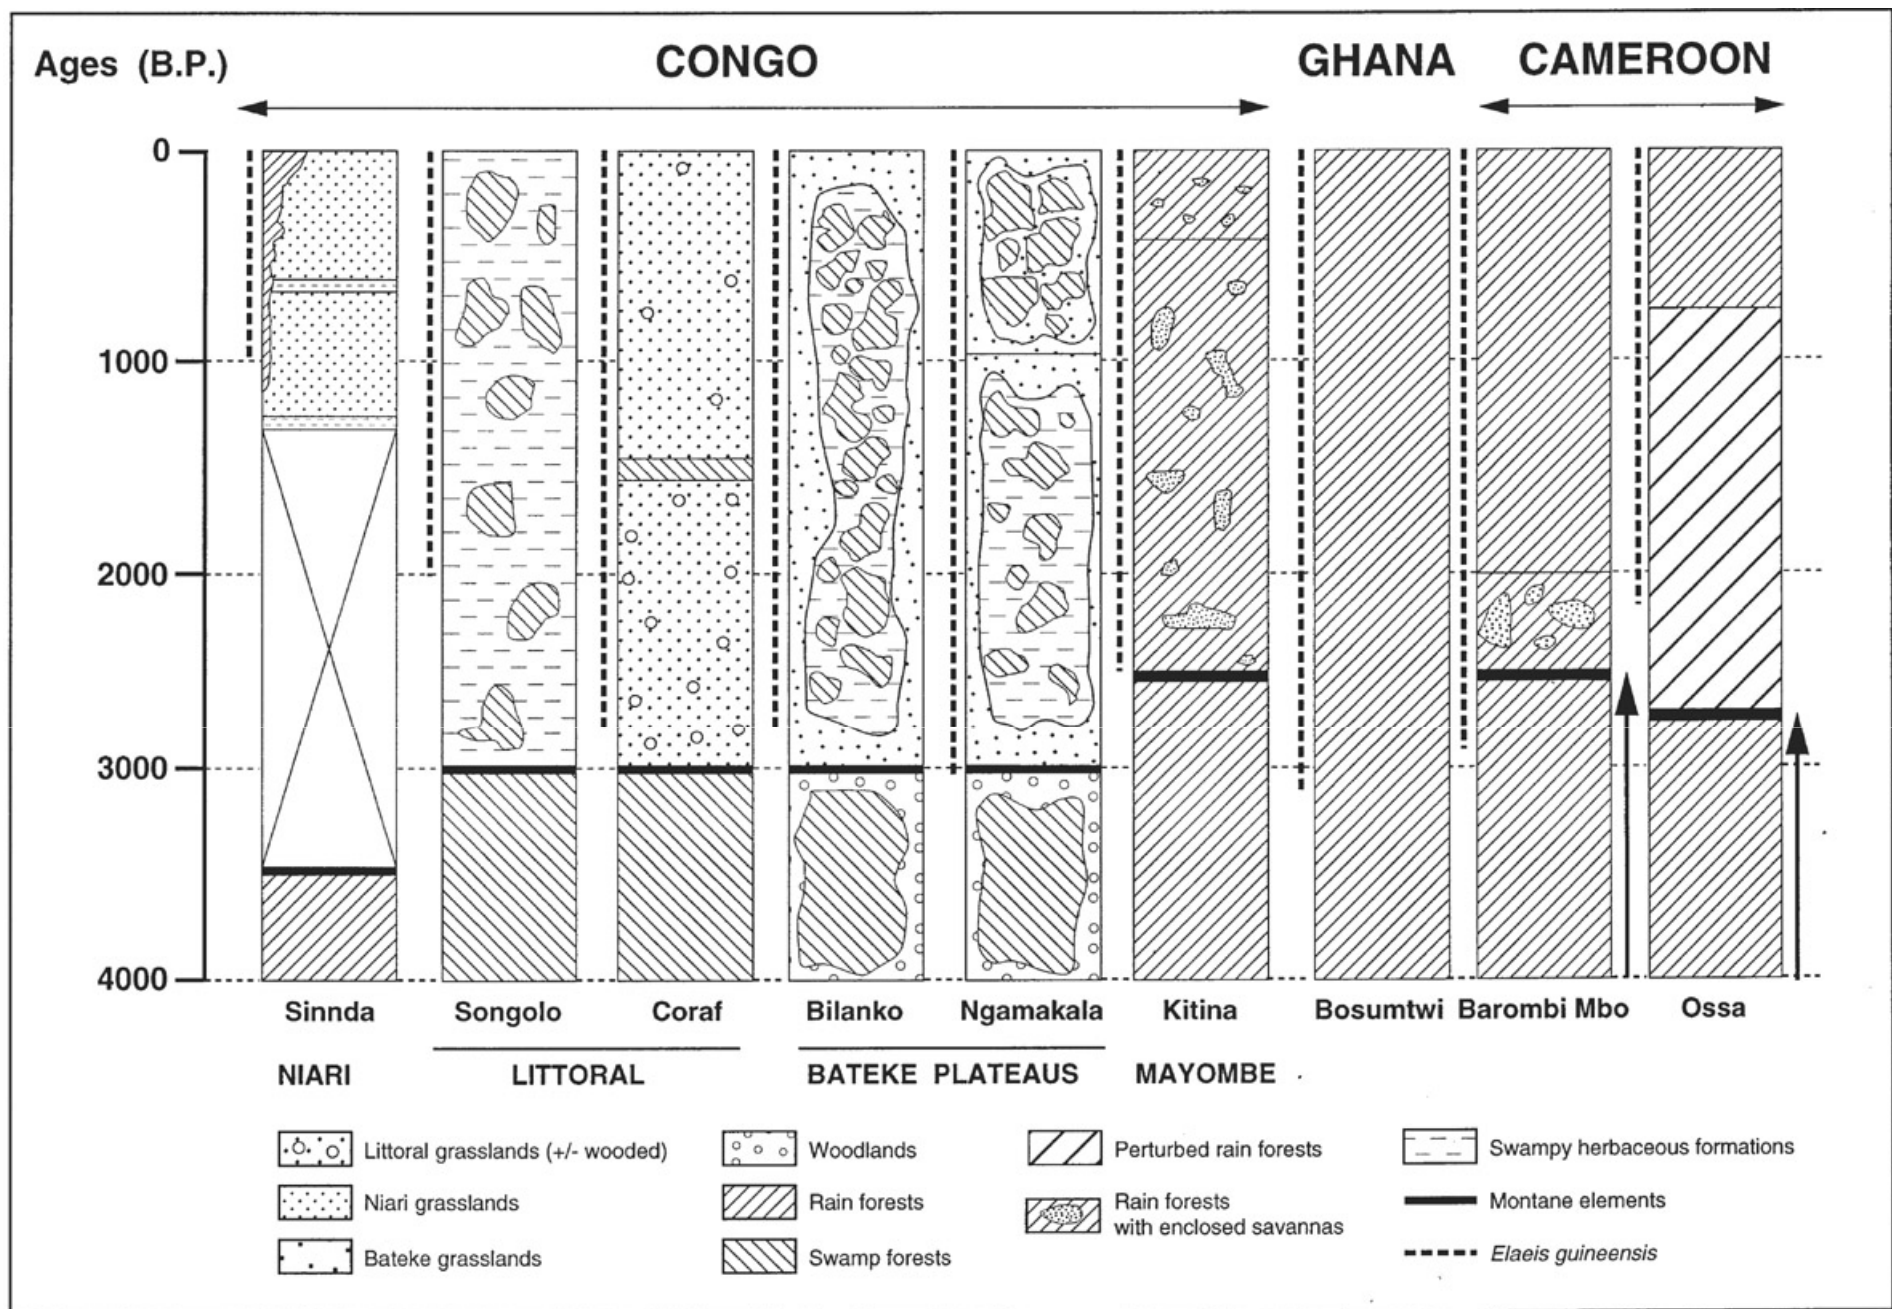 Ages (B.P.) CONGO GHANA CAMEROON
0
1000
2000
3000
4000
Sinnda Songolo Coraf Bilanko Ngamakala Kitina Bosumtwi Barombi Mbo Ossa
NIARI LITTORAL BATEKE PLATEAUS MAYOMBE
Littoral grasslands (+/- wooded)
Niari grasslands
Bateke grasslands
Woodlands
Rain forests
Swamp forests
Perturbed rain forests
Rain forests
with enclosed savannas
Swampy herbaceous formations
Montane elements
Elaeis guineensis